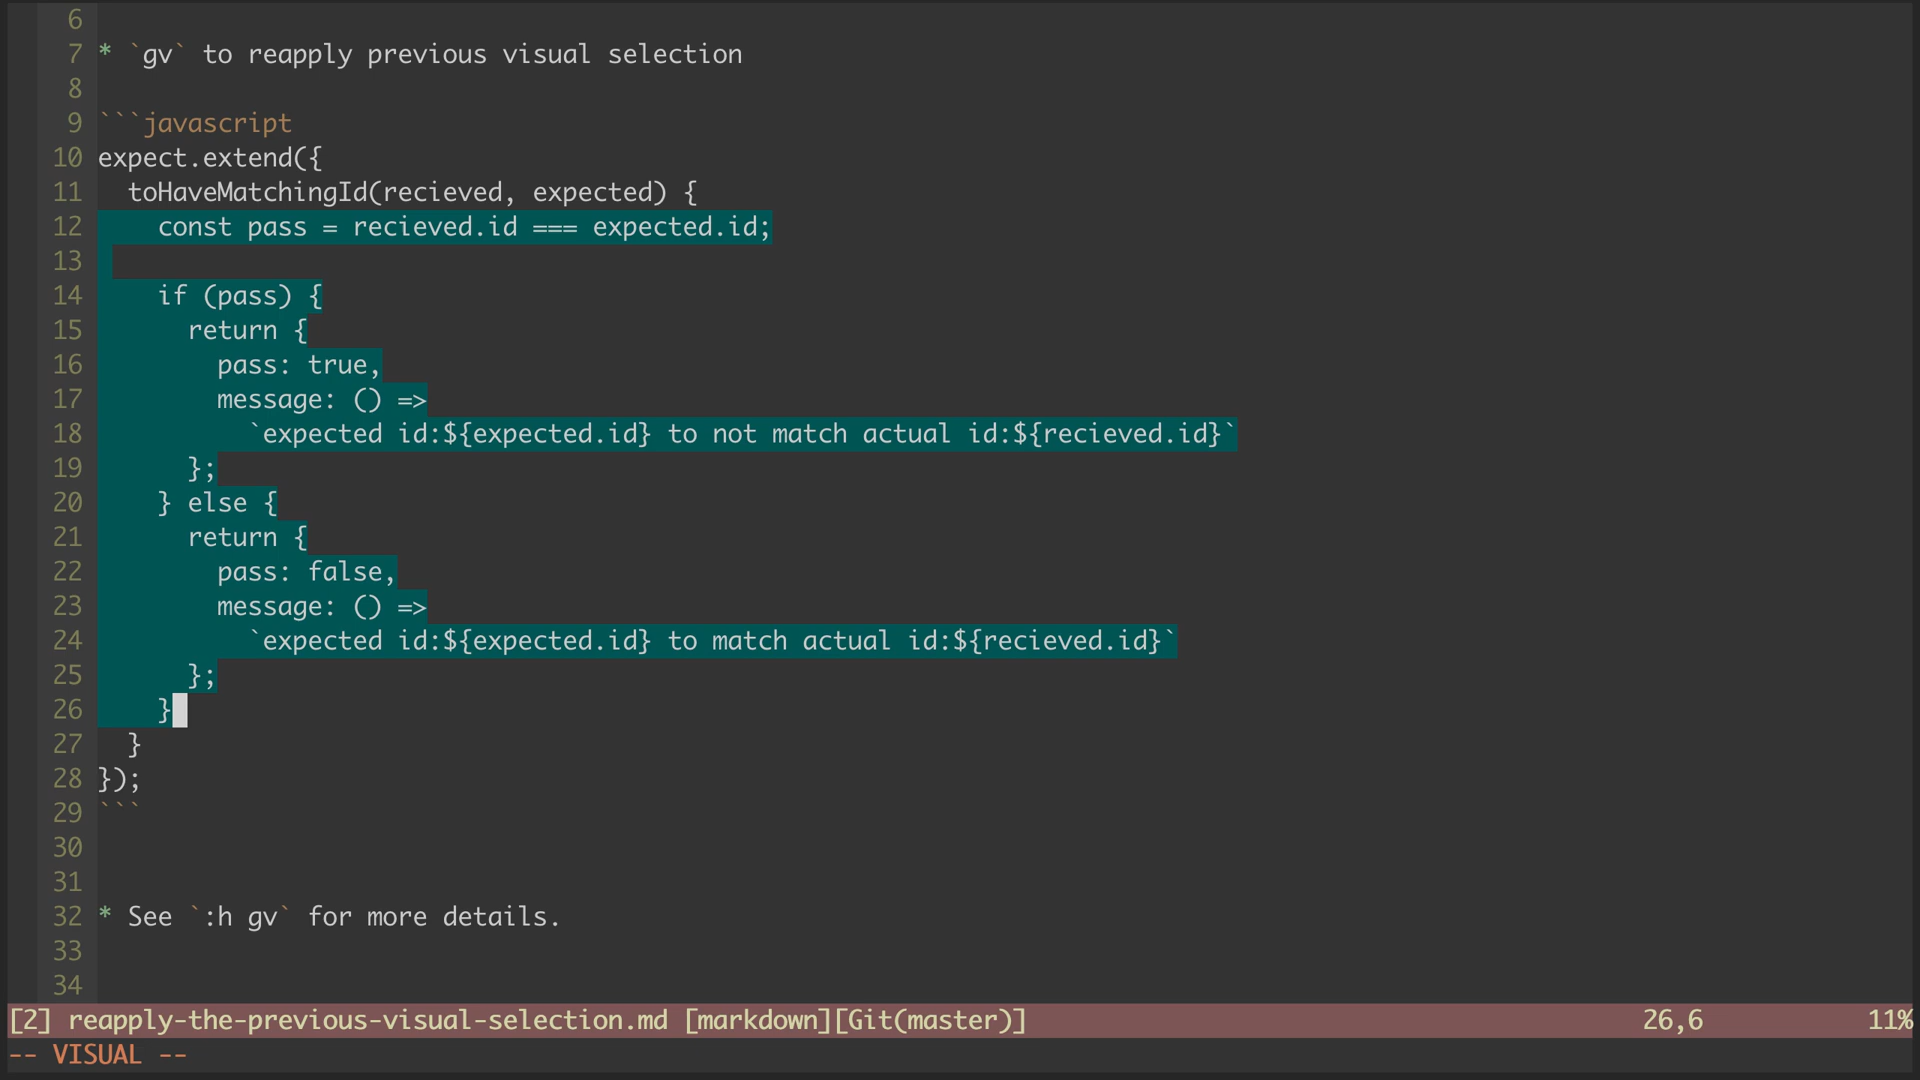 6
7 * `gv` to reapply previous visual selection
8
9 ```javascript
10 expect.extend({
11   toHaveMatchingId(recieved, expected) {
12     const pass = recieved.id === expected.id;
13
14     if (pass) {
15       return {
16         pass: true,
17         message: () =>
18           `expected id:${expected.id} to not match actual id:${recieved.id}`
19       };
20     } else {
21       return {
22         pass: false,
23         message: () =>
24           `expected id:${expected.id} to match actual id:${recieved.id}`
25       };
26     }
27   }
28 });
29 ```
30
31
32 * See `:h gv` for more details.
33
34
[2] reapply-the-previous-visual-selection.md [markdown][Git(master)] 26,6 11%
-- VISUAL --